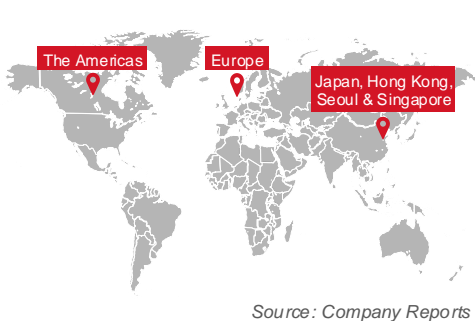 The Americas
Europe
Japan, Hong Kong,
Seoul & Singapore
Source: Company Reports